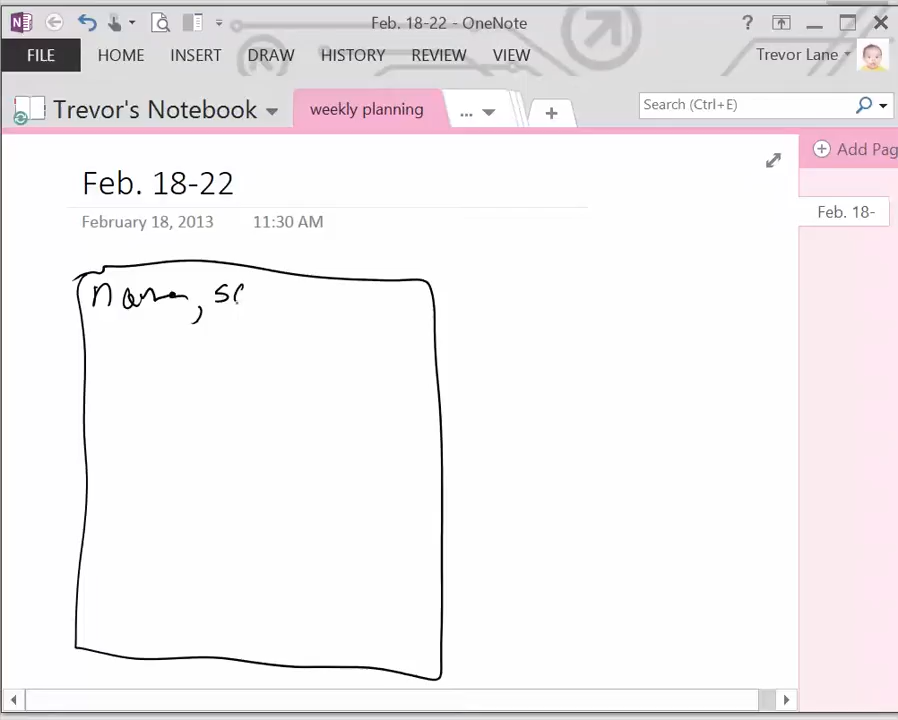 Feb. 18-22 - OneNote
?
FILE HOME INSERT DRAW HISTORY REVIEW VIEW
Trevor Lane
Trevor's Notebook
weekly planning
...
Search (Ctrl+E)
Add Pag
Feb. 18-22
Feb. 18-
February 18, 2013 11:30 AM
name, sc